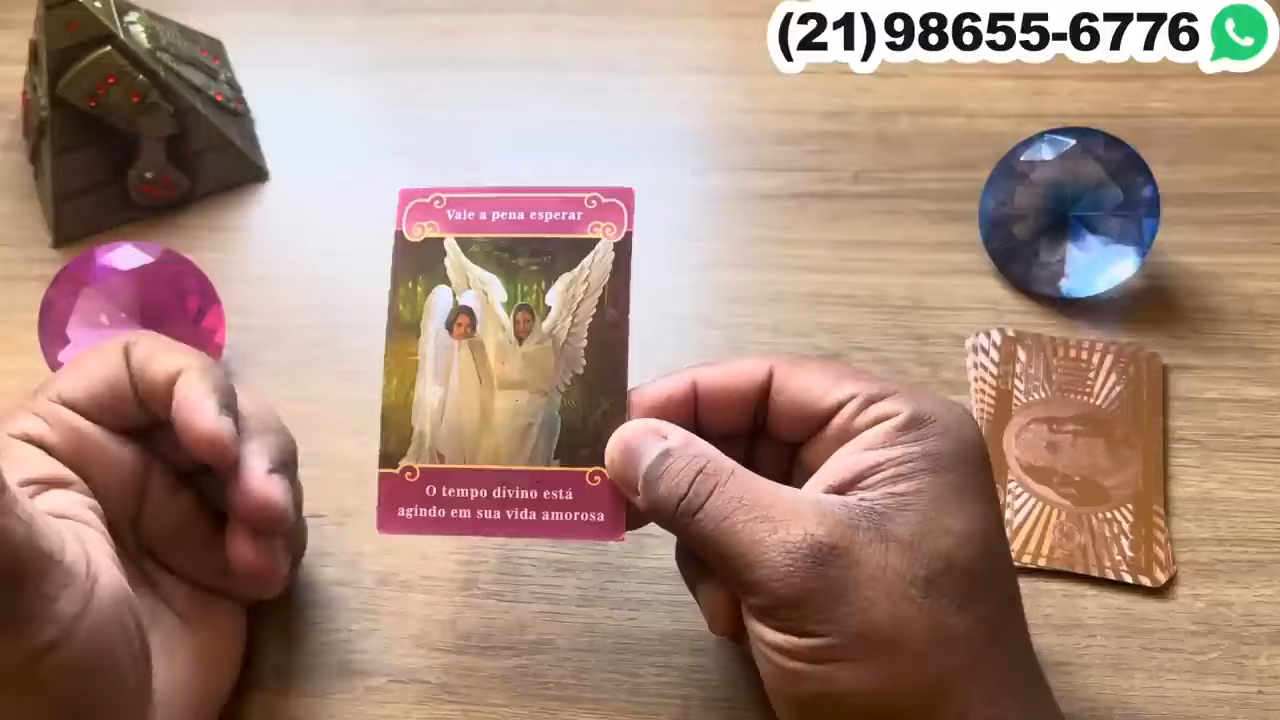 (21)98655-6776
Vale a pena esperar
O tempo divino está
agindo em sua vida amorosa